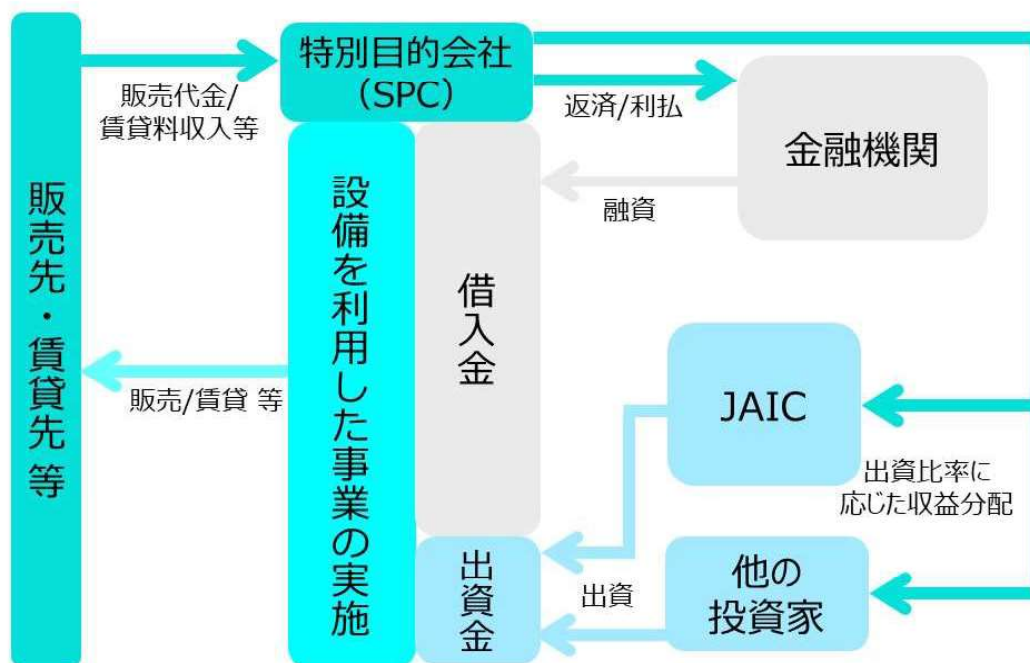 特別目的会社
（SPC）
販売代金/
賃貸料収入等
返済/利払
金融機関
融資
販売先・賃貸先 等
設備を利用した事業の実施
借入金
販売/賃貸 等
JAIC
出資比率に
応じた収益分配
出資金
出資
他の
投資家